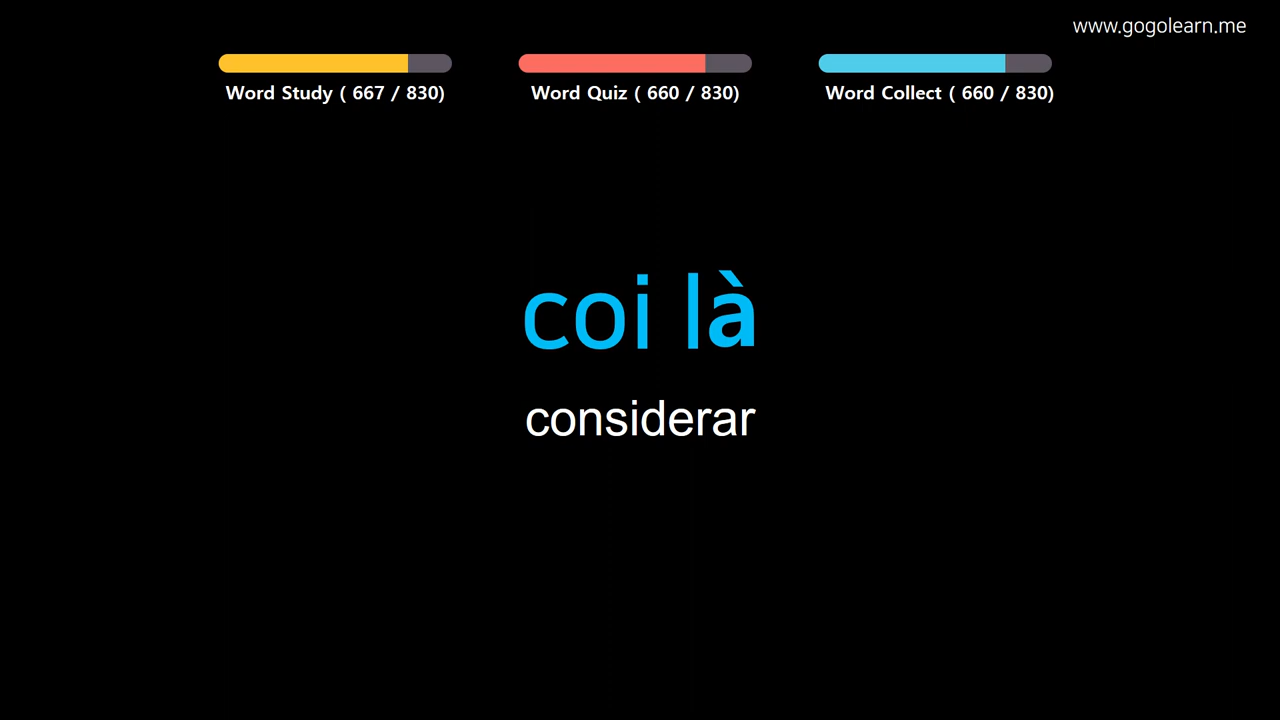 www.gogolearn.me
Word Study ( 667 / 830)
Word Quiz ( 660 / 830)
Word Collect ( 660 / 830)
coi là
considerar